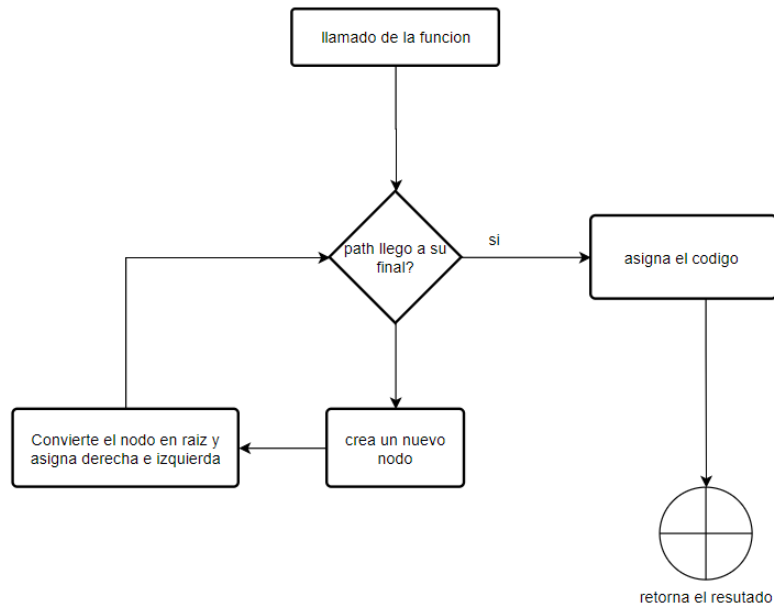 llamado de la funcion
path llego a su
final?
si
asigna el codigo
Convierte el nodo en raiz y
asigna derecha e izquierda
crea un nuevo
nodo
retorna el resutado